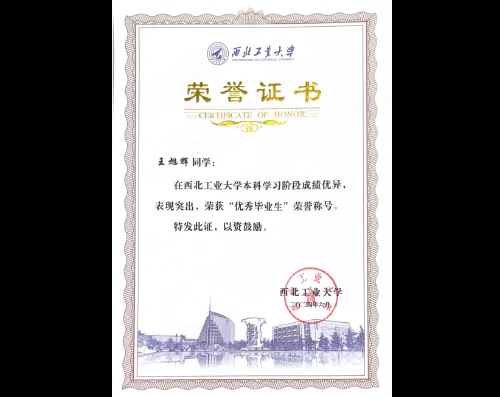 西北工业大学
NORTHWESTERN POLYTECHNICAL UNIVERSITY
荣誉证书
CERTIFICATE OF HONOR
王旭辉同学：
在西北工业大学本科学习阶段成绩优异，
表现突出，荣获“优秀毕业生”荣誉称号。
特发此证，以资鼓励。
西北工业大学
二〇二四年六月